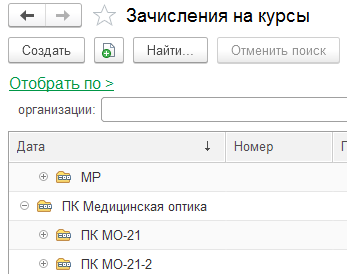 Зачисления на курсы
Создать Найти... Отменить поиск
Отобрать по >
организации:
Дата ↓ Номер
МР
ПК Медицинская оптика
ПК МО-21
ПК МО-21-2